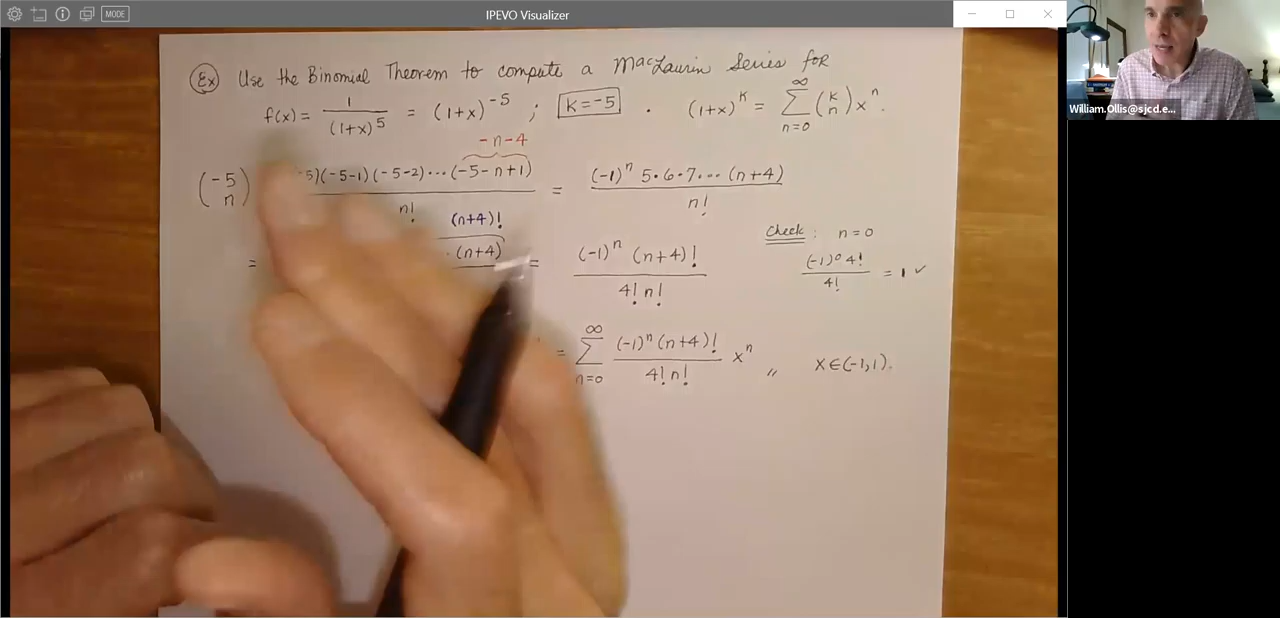 IPEVO Visualizer
MODE
William.Ollis@sjcd.e...
Ex Use the Binomial Theorem to compute a MacLaurin Series for
f(x) = 1/(1+x)^5 = (1+x)^-5 ; k = -5 . (1+x)^k = ∑_{n=0}^{∞} (k n) x^n.
-n-4
(-5 n) 5)(-5-1)(-5-2)...(-5-n+1) / n! = (-1)^n 5·6·7...(n+4) / n!
= (n+4)! · (n+4) = (-1)^n (n+4)! / 4! n!
Check : n=0
(-1)^0 4! / 4! = 1 ✓
= ∑_{n=0}^{∞} (-1)^n (n+4)! / 4! n! x^n ,, x∈(-1,1).